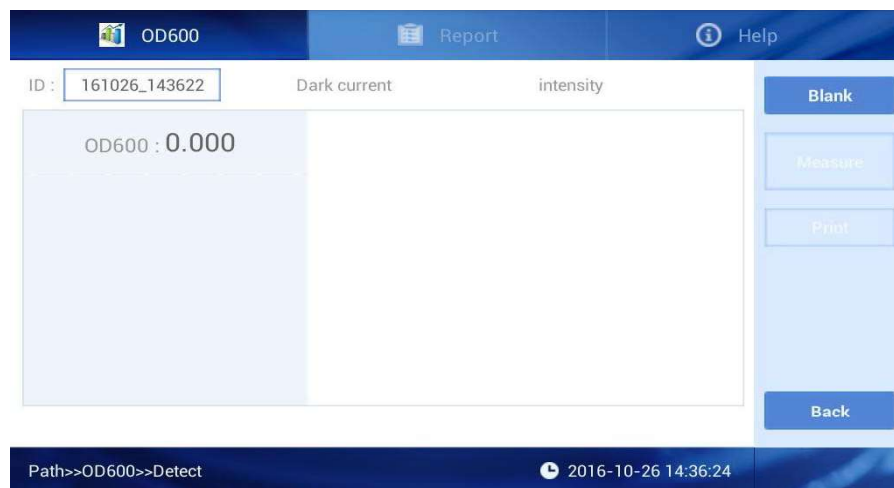 OD600 Report Help
ID : 161026_143622 Dark current intensity
Blank
OD600 : 0.000
Measure
Print
Back
Path>>OD600>>Detect 2016-10-26 14:36:24